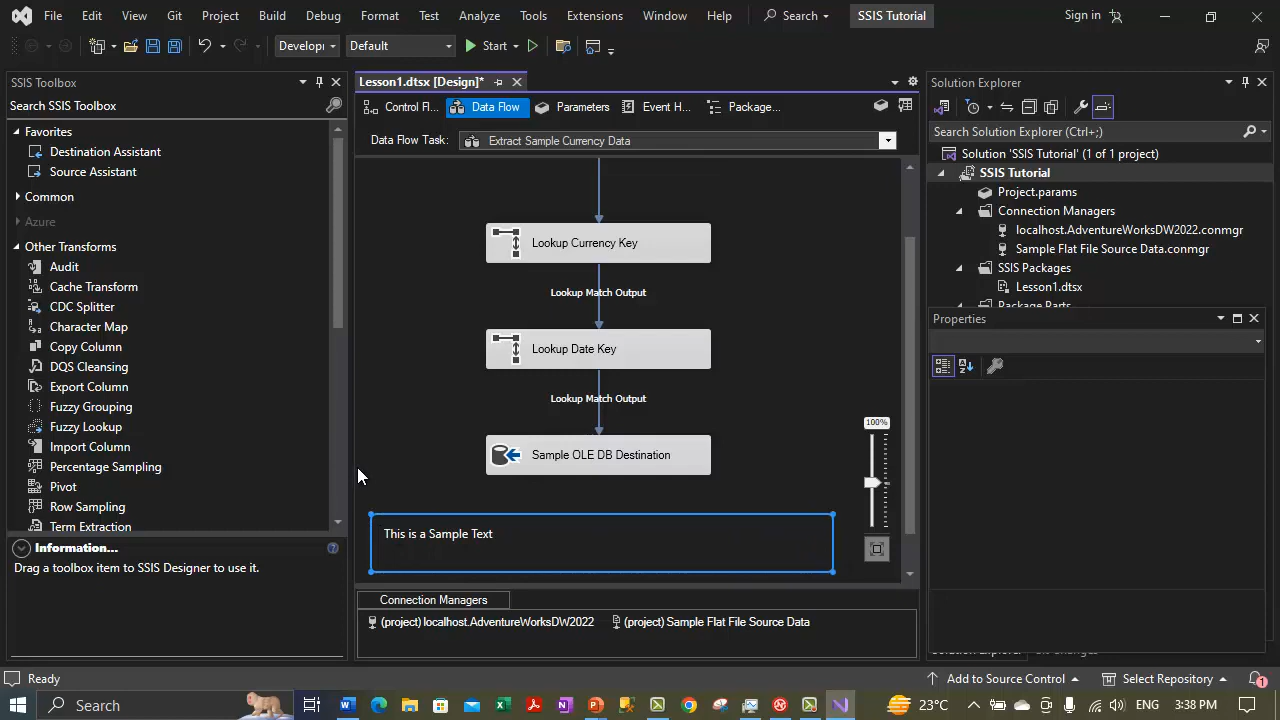 File Edit View Git Project Build Debug Format Test Analyze Tools Extensions Window Help Search SSIS Tutorial Sign in
Develop Default Start
SSIS Toolbox
Search SSIS Toolbox
Favorites
Destination Assistant
Source Assistant
Common
Azure
Other Transforms
Audit
Cache Transform
CDC Splitter
Character Map
Copy Column
DQS Cleansing
Export Column
Fuzzy Grouping
Fuzzy Lookup
Import Column
Percentage Sampling
Pivot
Row Sampling
Term Extraction
Information...
Drag a toolbox item to SSIS Designer to use it.
Lesson1.dtsx [Design]*
Control Fl... Data Flow Parameters Event H... Package...
Data Flow Task: Extract Sample Currency Data
Lookup Currency Key
Lookup Match Output
Lookup Date Key
Lookup Match Output
Sample OLE DB Destination
This is a Sample Text
100%
Connection Managers
(project) localhost.AdventureWorksDW2022 (project) Sample Flat File Source Data
Solution Explorer
Search Solution Explorer (Ctrl+;)
Solution 'SSIS Tutorial' (1 of 1 project)
SSIS Tutorial
Project.params
Connection Managers
localhost.AdventureWorksDW2022.conmgr
Sample Flat File Source Data.conmgr
SSIS Packages
Lesson1.dtsx
Package Parts
Properties
Solution Explorer
Ready Add to Source Control Select Repository 1
Search 23°C ENG 3:38 PM